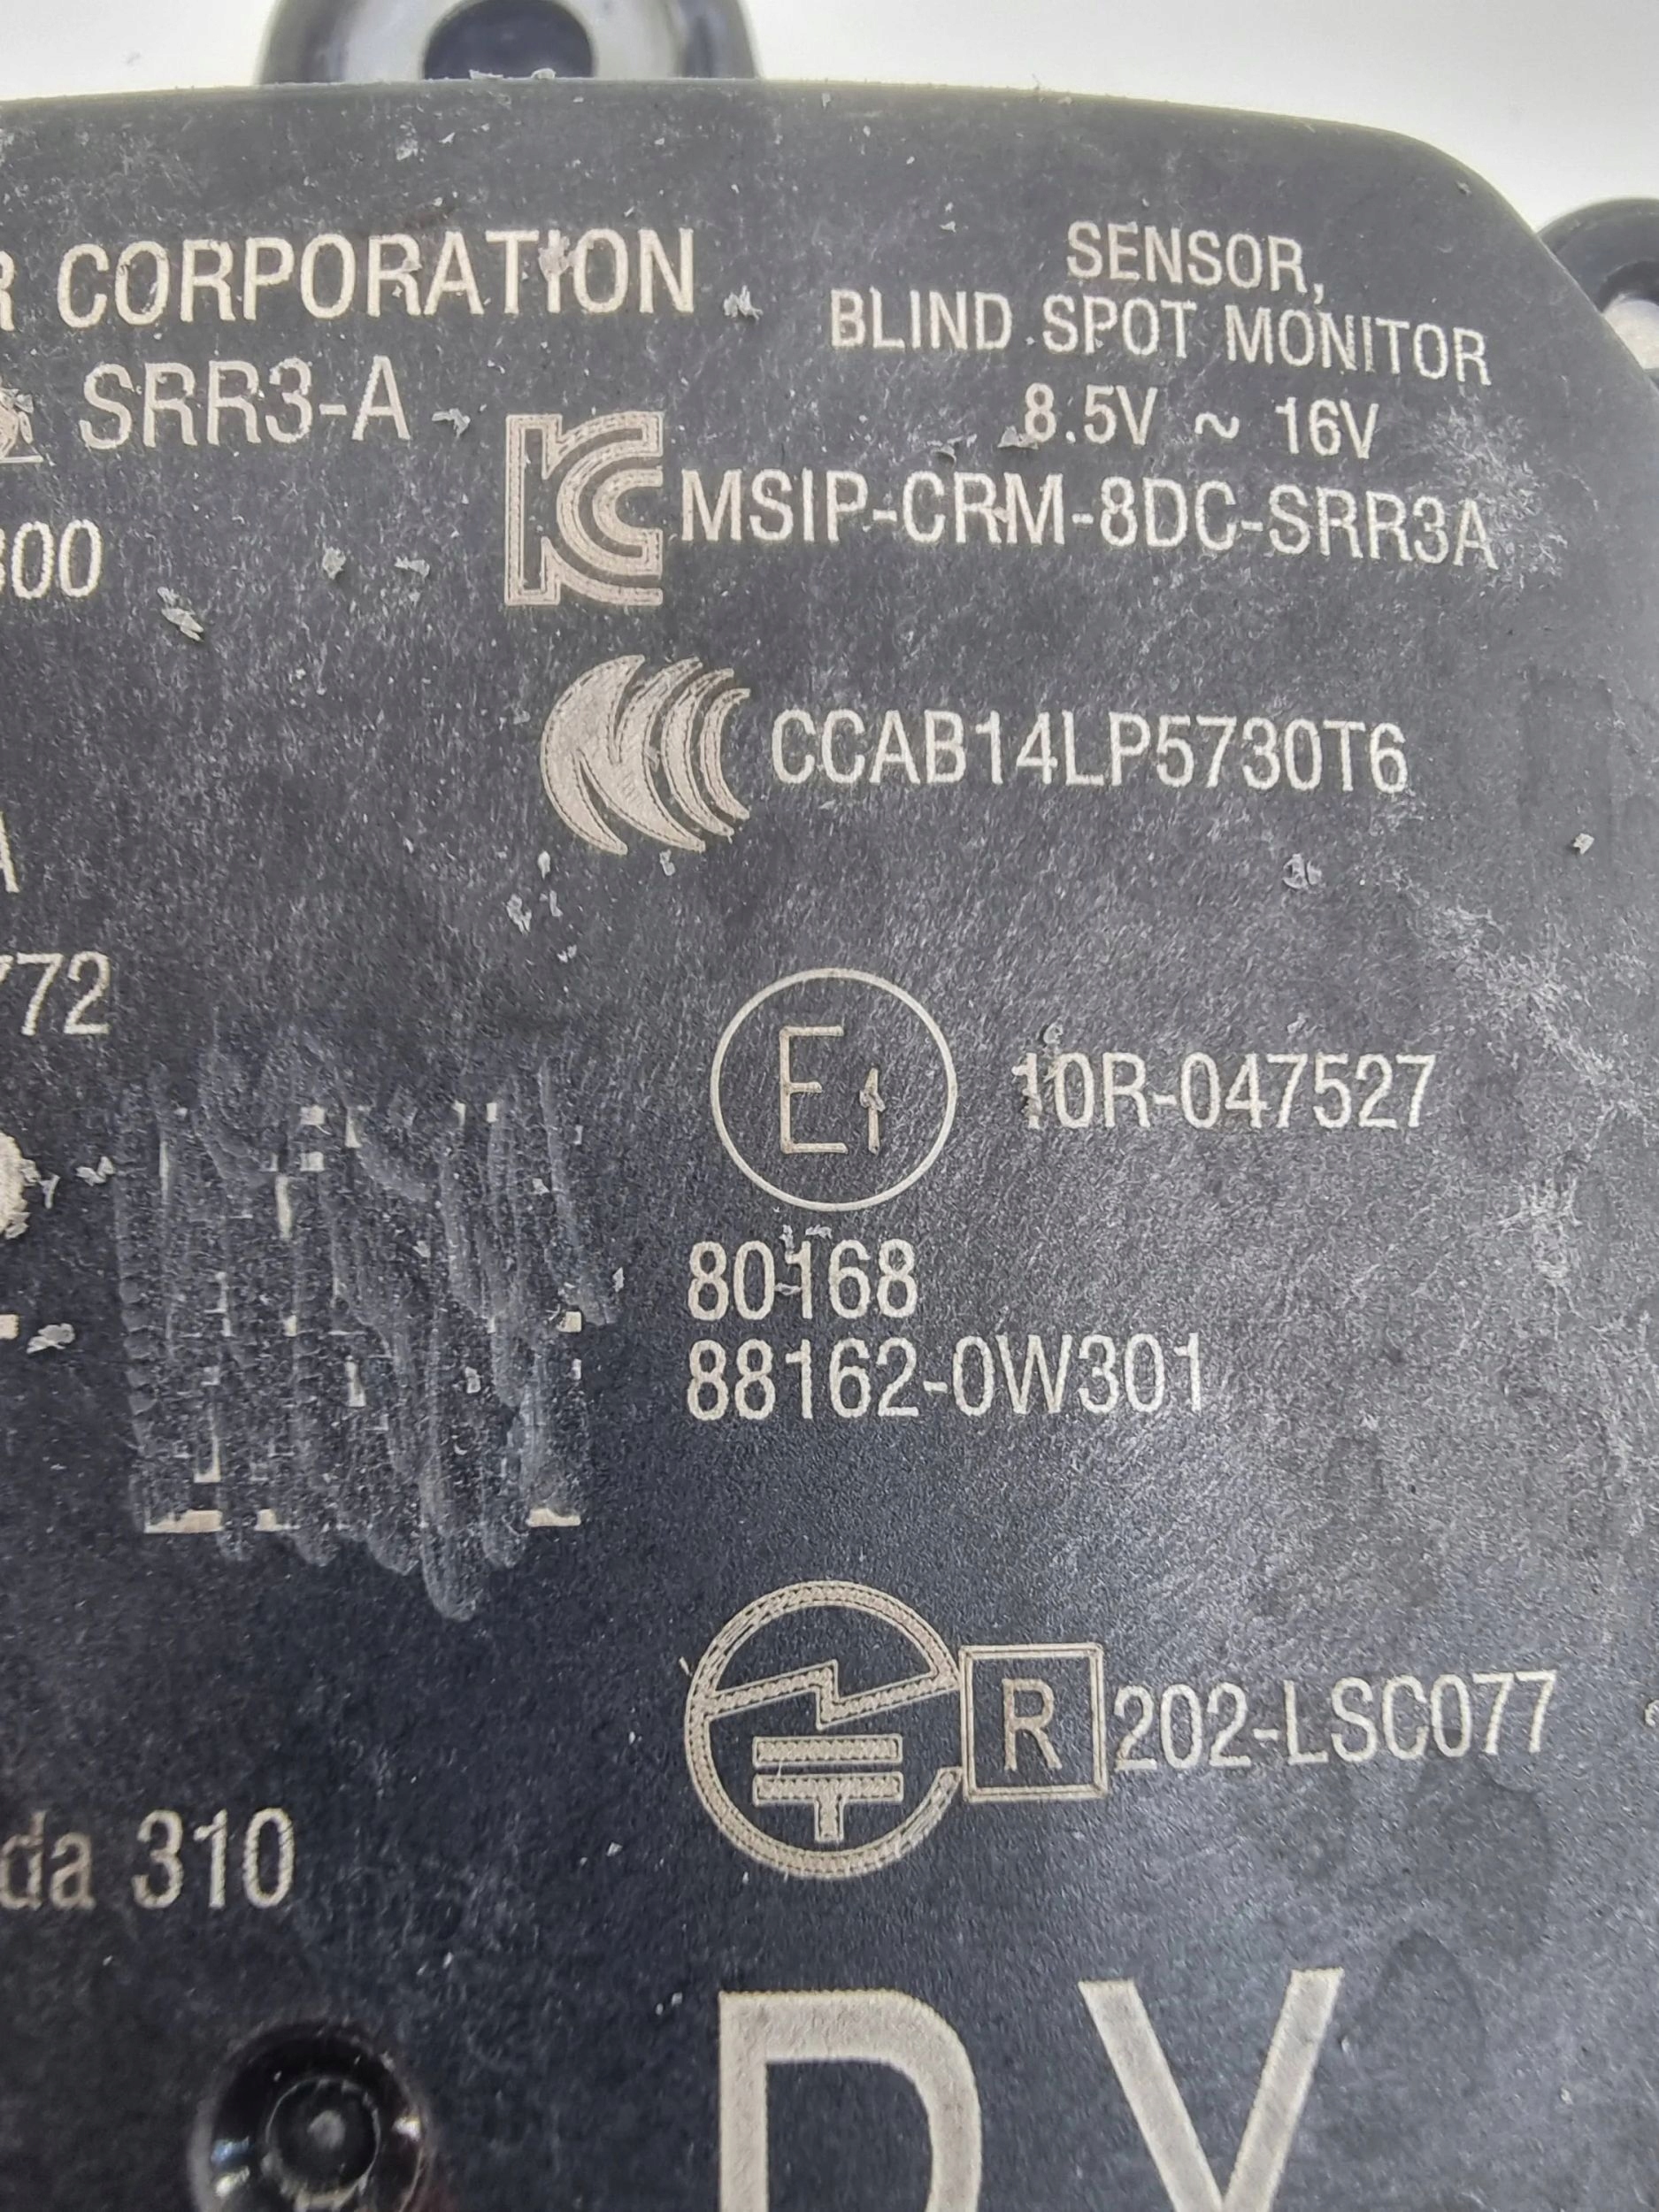 R CORPORATION
SENSOR,
BLIND SPOT MONITOR
SRR3-A
8.5V ~ 16V
MSIP-CRM-8DC-SRR3A
300
CCAB14LP5730T6
A
772
E1
10R-047527
80168
88162-0W301
R
202-LSC077
da 310
DY